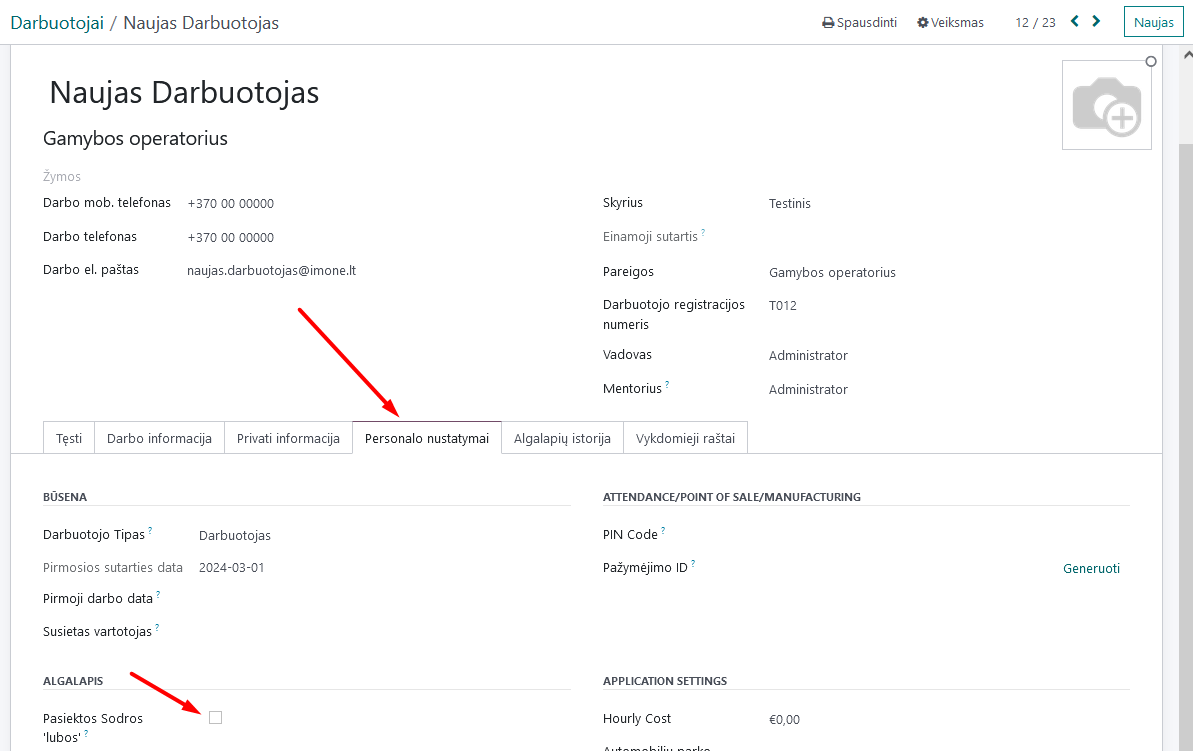 Darbuotojai / Naujas Darbuotojas
Spausdinti Veiksmas 12 / 23 Naujas
Naujas Darbuotojas
Gamybos operatorius
Žymos
Darbo mob. telefonas +370 00 00000
Skyrius Testinis
Darbo telefonas +370 00 00000
Einamoji sutartis ?
Darbo el. paštas naujas.darbuotojas@imone.lt
Pareigos Gamybos operatorius
Darbuotojo registracijos T012
numeris
Vadovas Administrator
Mentorius ? Administrator
Tęsti Darbo informacija Privati informacija Personalo nustatymai Algalapių istorija Vykdomieji raštai
BŪSENA
ATTENDANCE/POINT OF SALE/MANUFACTURING
Darbuotojo Tipas ? Darbuotojas
PIN Code ?
Pirmosios sutarties data 2024-03-01
Pažymėjimo ID ? Generuoti
Pirmoji darbo data ?
Susietas vartotojas ?
ALGALAPIS
APPLICATION SETTINGS
Pasiektos Sodros
'lubos' ?
Hourly Cost €0,00
Automobilių parko